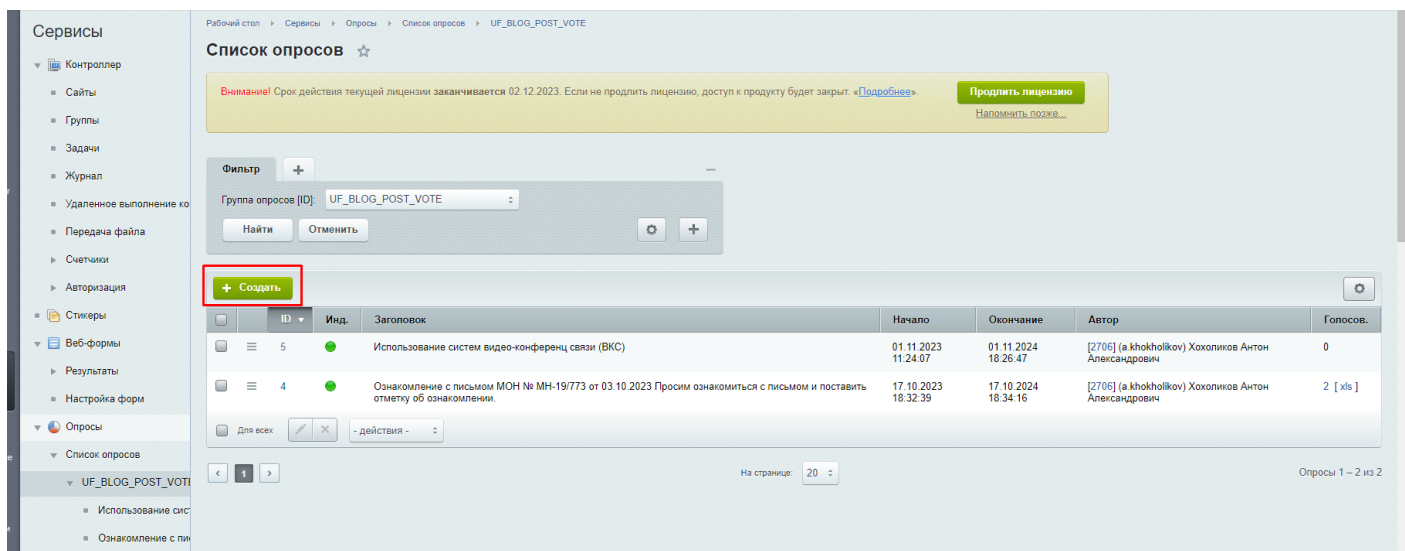 Сервисы
Контроллер
Сайты
Группы
Задачи
Журнал
Удаленное выполнение ко
Передача файла
Счетчики
Авторизация
Стикеры
Веб-формы
Результаты
Настройка форм
Опросы
Список опросов
UF_BLOG_POST_VOTE
Использование сис
Ознакомление с пи
Рабочий стол Сервисы Опросы Список опросов UF_BLOG_POST_VOTE
Список опросов
Внимание! Срок действия текущей лицензии заканчивается 02.12.2023. Если не продлить лицензию, доступ к продукту будет закрыт. «Подробнее».
Продлить лицензию
Напомнить позже...
Фильтр
Группа опросов [ID]: UF_BLOG_POST_VOTE
Найти Отменить
+ Создать
ID Инд. Заголовок Начало Окончание Автор Голосов.
5 Использование систем видео-конференц связи (ВКС) 01.11.2023 01.11.2024 [2706] (a.khokholikov) Хохоликов Антон 0
11:24:07 18:26:47 Александрович
4 Ознакомление с письмом МОН № МН-19/773 от 03.10.2023 Просим ознакомиться с письмом и поставить 17.10.2023 17.10.2024 [2706] (a.khokholikov) Хохоликов Антон 2 [ xls ]
отметку об ознакомлении. 18:32:39 18:34:16 Александрович
Для всех - действия -
1 На странице: 20 Опросы 1 – 2 из 2